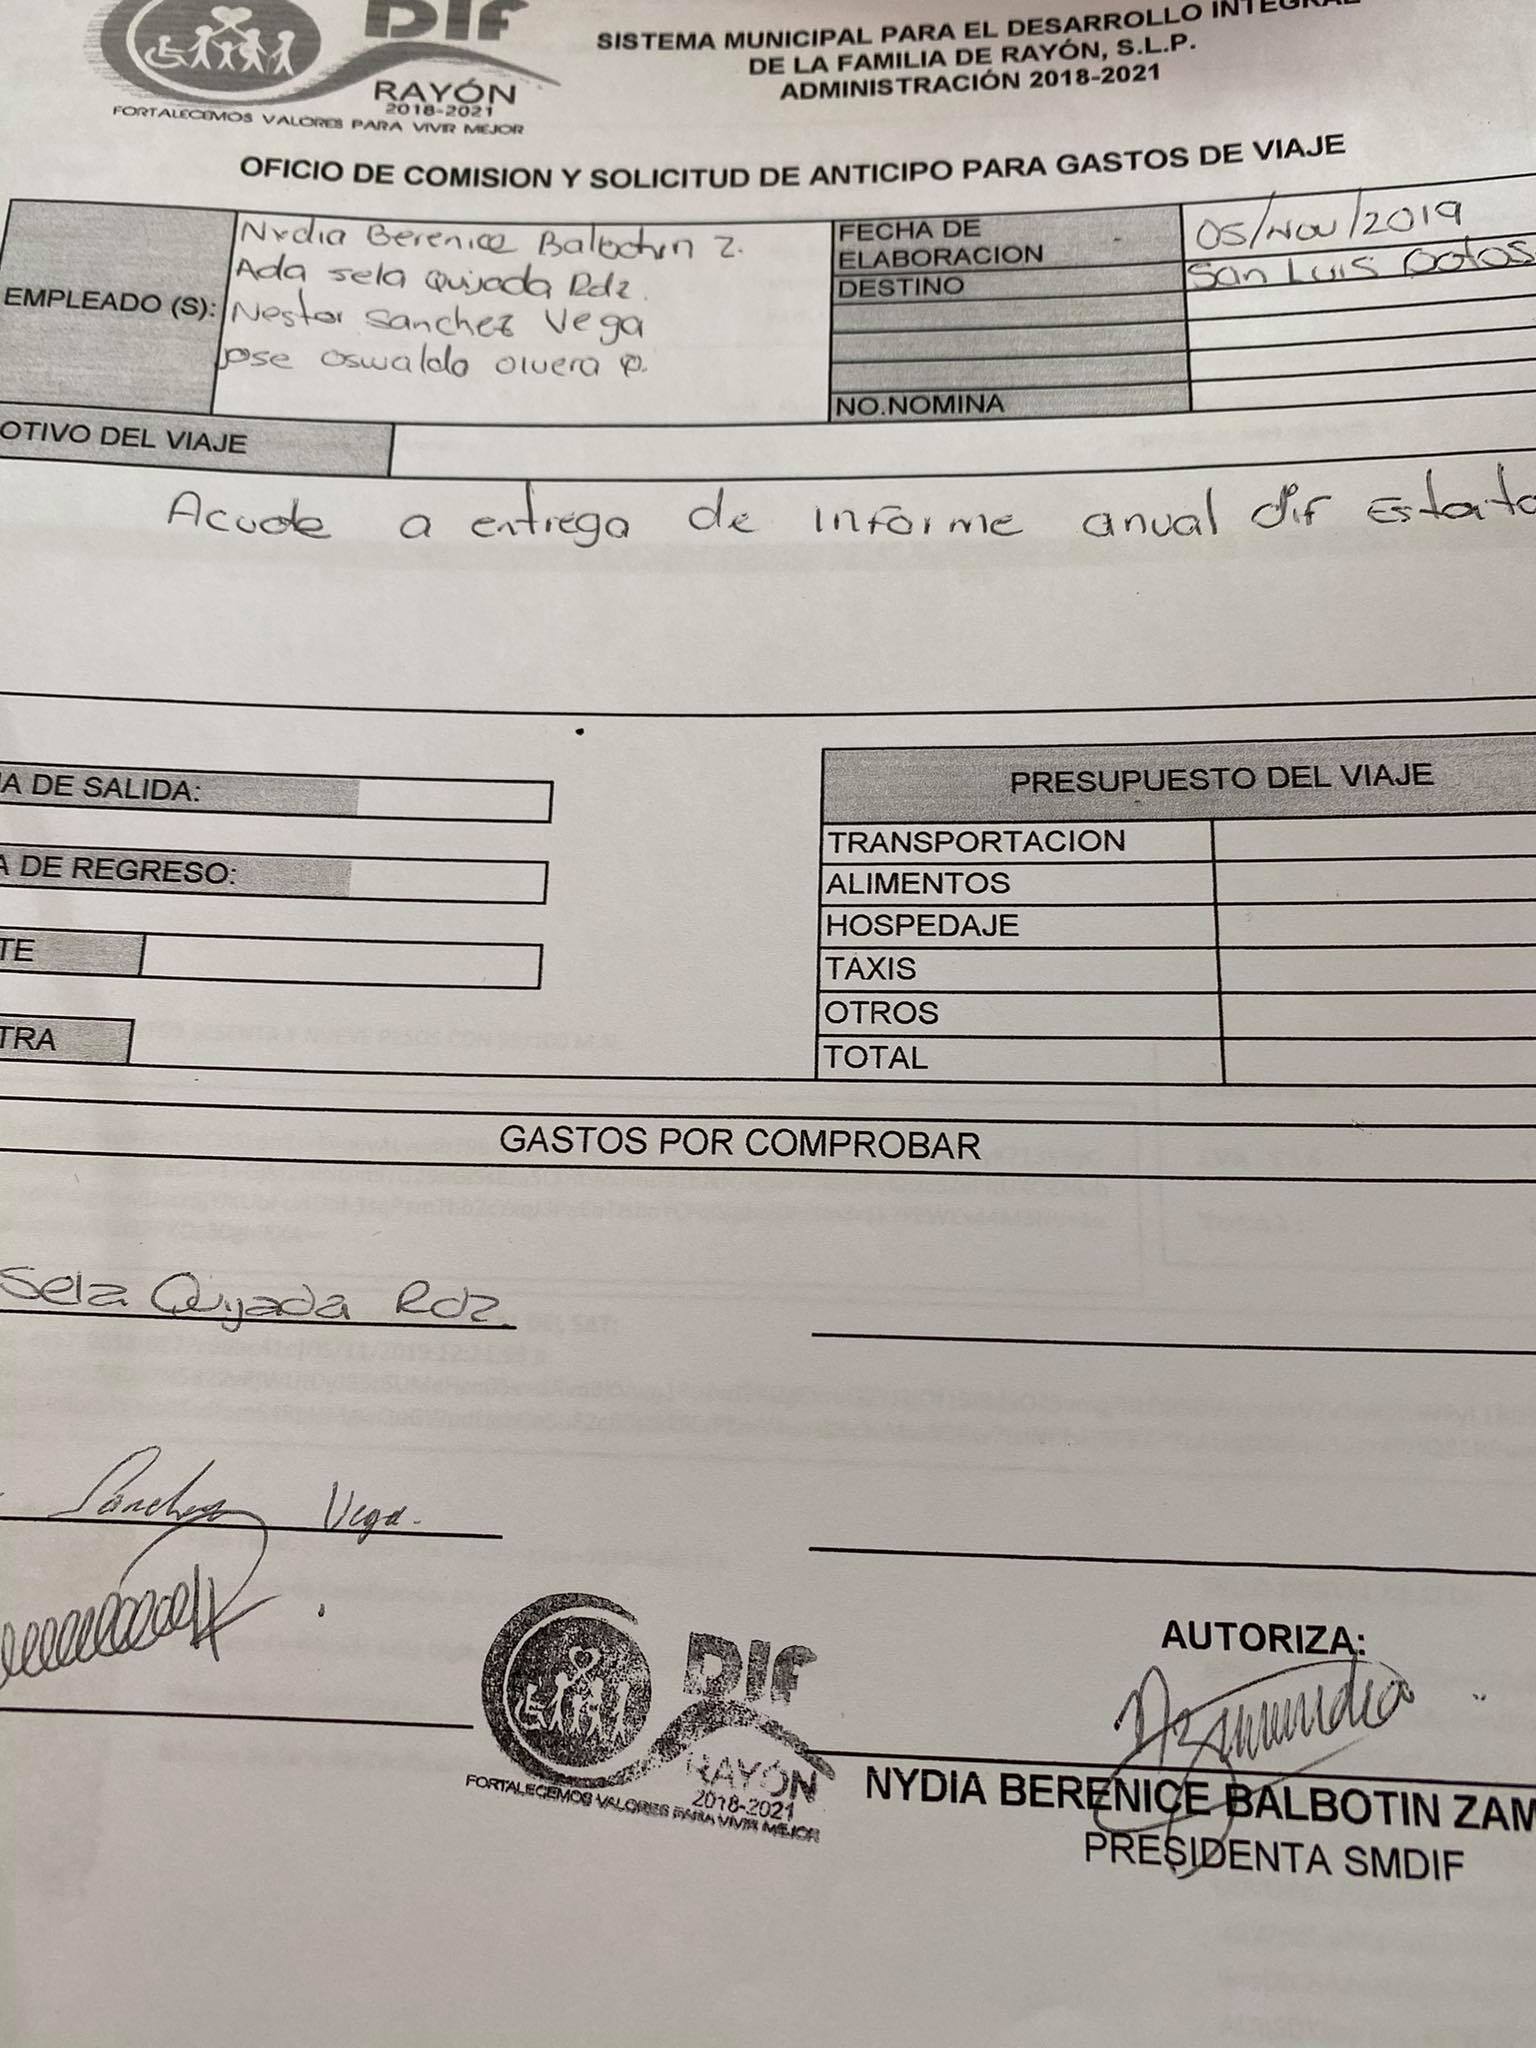 DIF
RAYÓN
2018-2021
FORTALECEMOS VALORES PARA VIVIR MEJOR
SISTEMA MUNICIPAL PARA EL DESARROLLO INTEGRAL
DE LA FAMILIA DE RAYÓN, S.L.P.
ADMINISTRACIÓN 2018-2021
OFICIO DE COMISION Y SOLICITUD DE ANTICIPO PARA GASTOS DE VIAJE
EMPLEADO (S):
Nydia Berenice Balbotin Z.
Ada sela Quijada Rdz.
Nestor Sanchez Vega
Jose Oswaldo Olvera P.
FECHA DE
ELABORACION
05/Nov/2019
DESTINO
San Luis Potos
NO.NOMINA
OTIVO DEL VIAJE
Acude a entrega de informe anual dif Estata
A DE SALIDA:
A DE REGRESO:
TE
TRA
PRESUPUESTO DEL VIAJE
TRANSPORTACION
ALIMENTOS
HOSPEDAJE
TAXIS
OTROS
TOTAL
GASTOS POR COMPROBAR
Sela Quijada Rdz.
Sanchez Vega.
DIF
RAYÓN
2018-2021
FORTALECEMOS VALORES PARA VIVIR MEJOR
AUTORIZA:
NYDIA BERENICE BALBOTIN ZAM
PRESIDENTA SMDIF